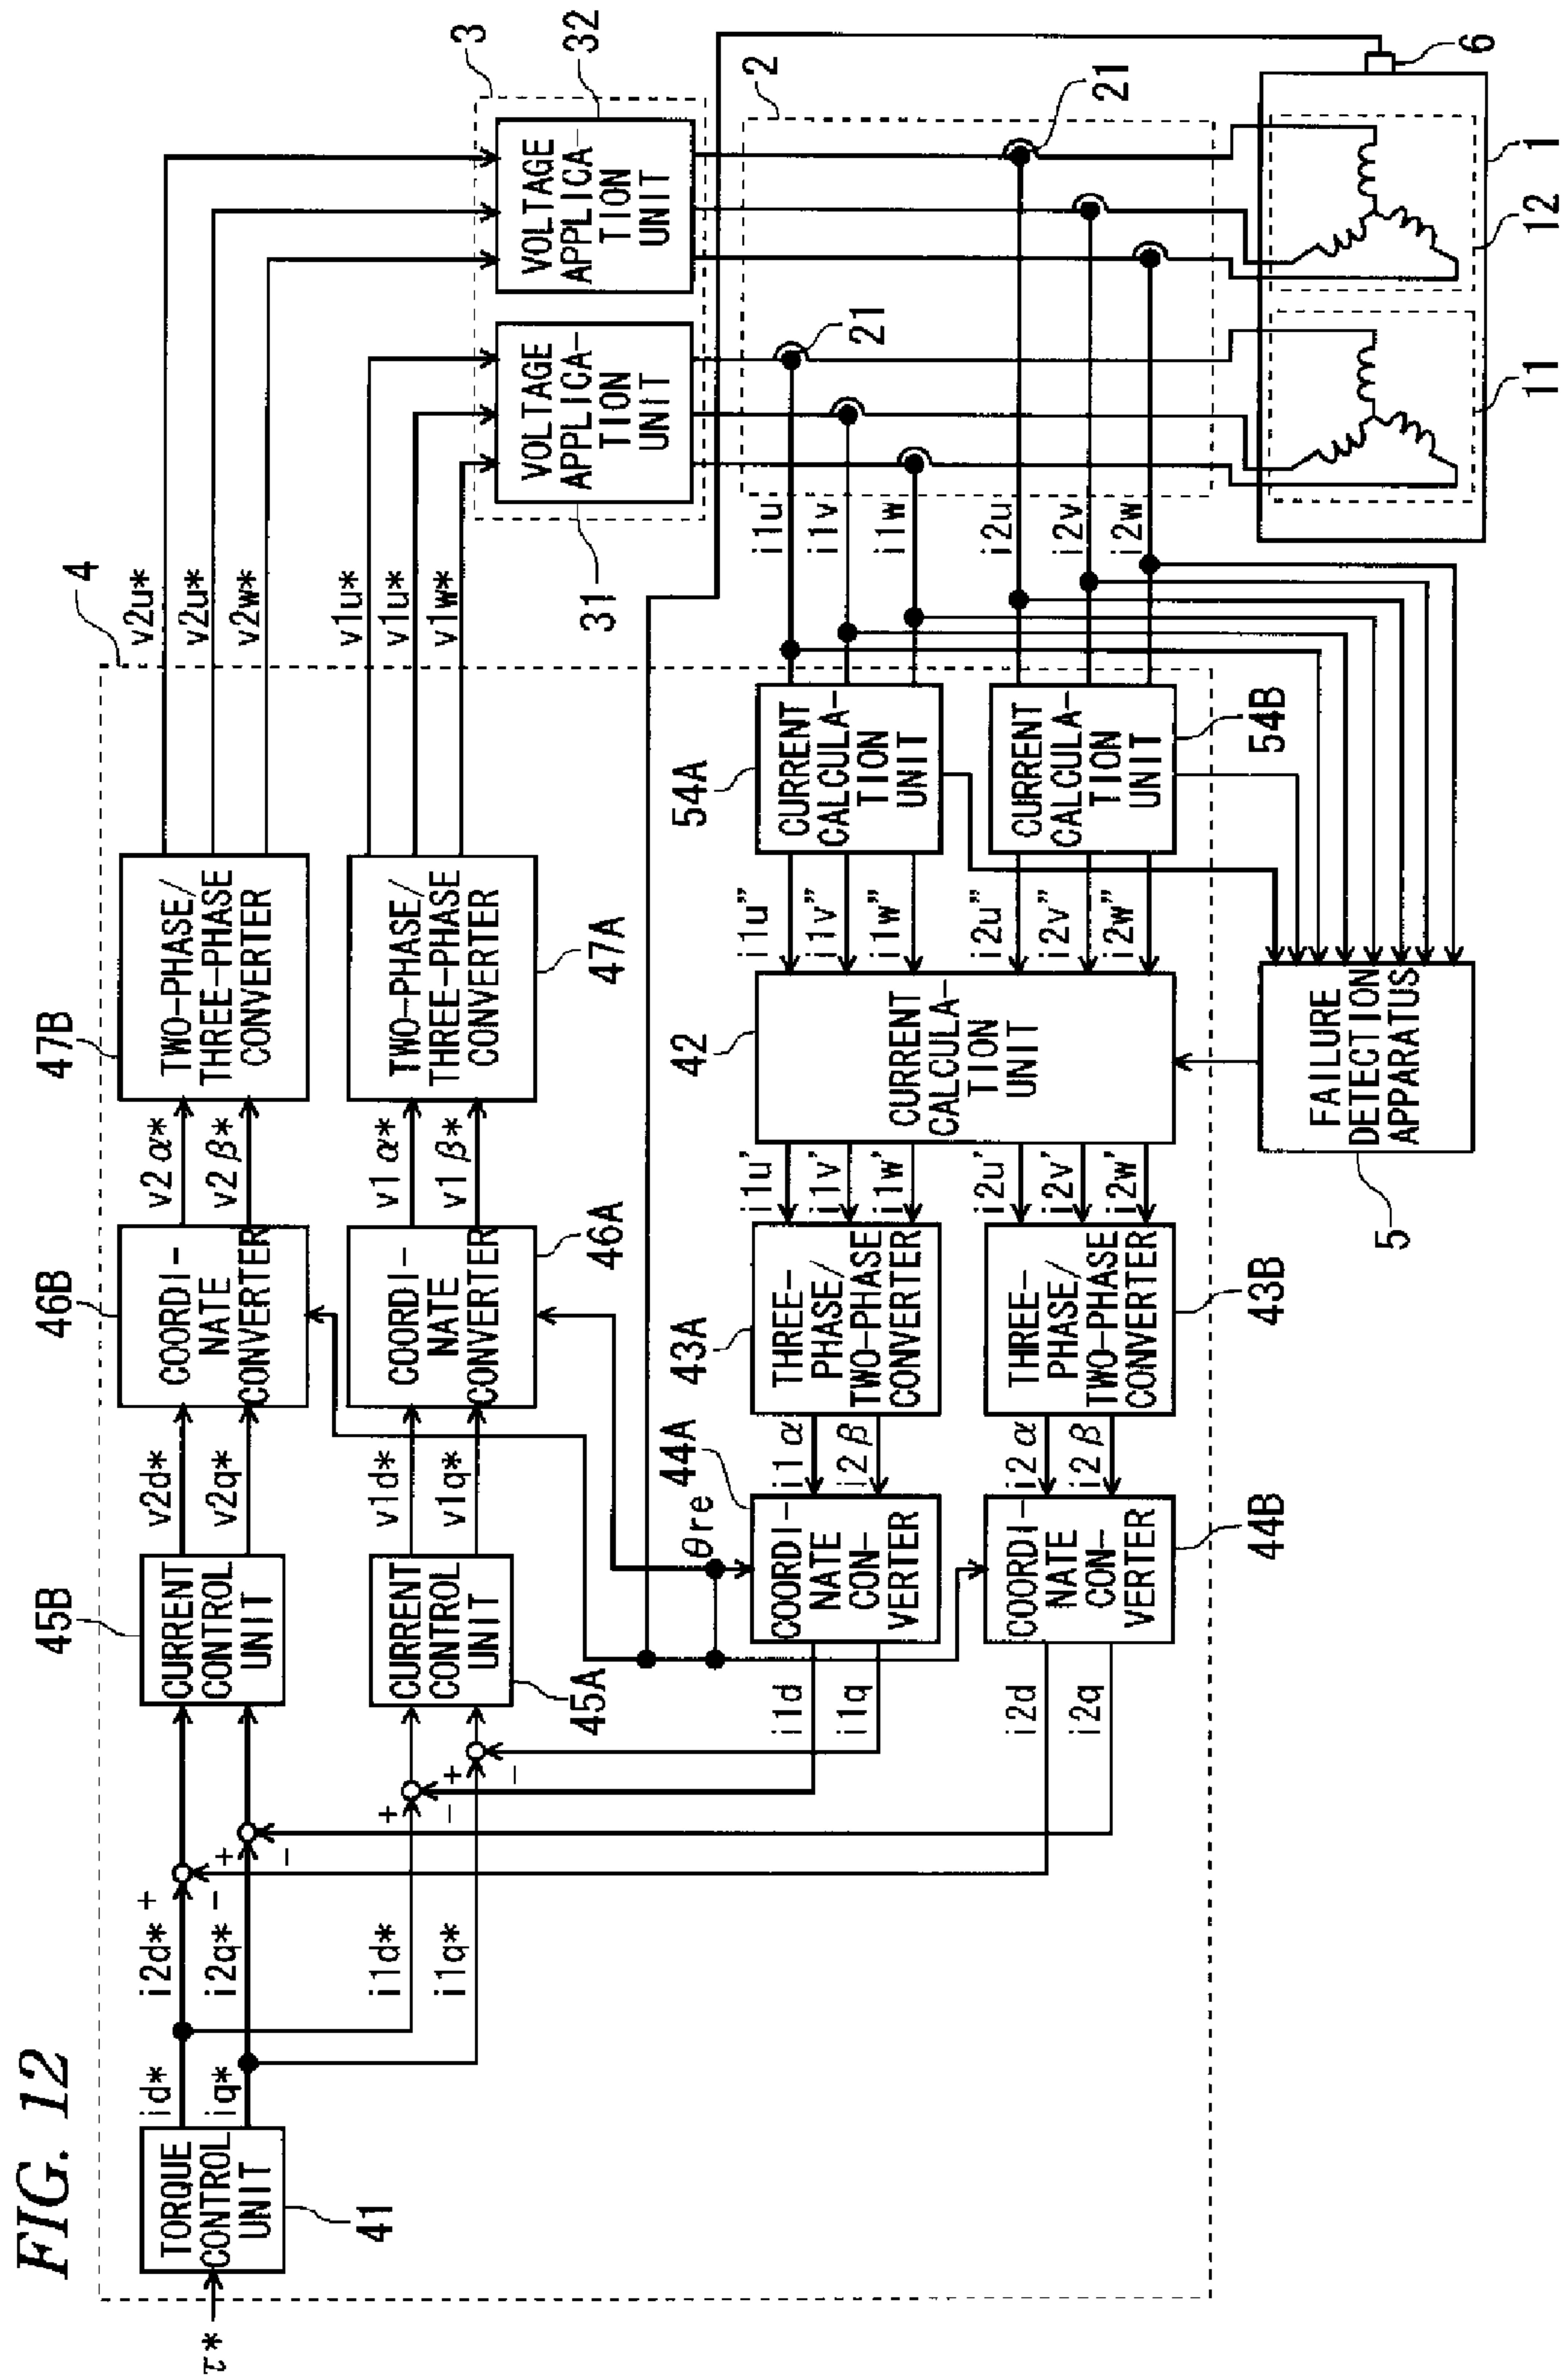 FIG. 12
τ*
TORQUE
CONTROL
UNIT
41
id*
iq*
i2d*
i2q*
+
-
+
-
i1d*
i1q*
+
-
+
-
45B
CURRENT
CONTROL
UNIT
CURRENT
CONTROL
UNIT
45A
v2d*
v2q*
v1d*
v1q*
46B
COORDI-
NATE
CONVERTER
COORDI-
NATE
CONVERTER
46A
v2α*
v2β*
v1α*
v1β*
47B
TWO-PHASE/
THREE-PHASE
CONVERTER
TWO-PHASE/
THREE-PHASE
CONVERTER
47A
4
v2u*
v2u*
v2w*
v1u*
v1u*
v1w*
3
VOLTAGE
APPLICA-
TION
UNIT
32
VOLTAGE
APPLICA-
TION
UNIT
31
θre
i1d
i1q
i2d
i2q
44A
COORDI-
NATE
CON-
VERTER
COORDI-
NATE
CON-
VERTER
44B
i1α
i2β
i2α
i2β
43A
THREE-
PHASE/
TWO-PHASE
CONVERTER
THREE-
PHASE/
TWO-PHASE
CONVERTER
43B
i1u'
i1v'
i1w'
i2u'
i2v'
i2w'
42
CURRENT
CALCULA-
TION
UNIT
i1u"
i1v"
i1w"
i2u"
i2v"
i2w"
54A
CURRENT
CALCULA-
TION
UNIT
CURRENT
CALCULA-
TION
UNIT
54B
i1u
i1v
i1w
i2u
i2v
i2w
2
21
21
5
FAILURE
DETECTION
APPARATUS
6
1
12
11